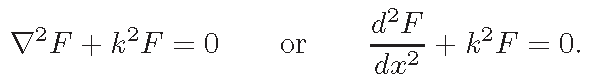 ∇²F + k²F = 0 or d²F/dx² + k²F = 0.